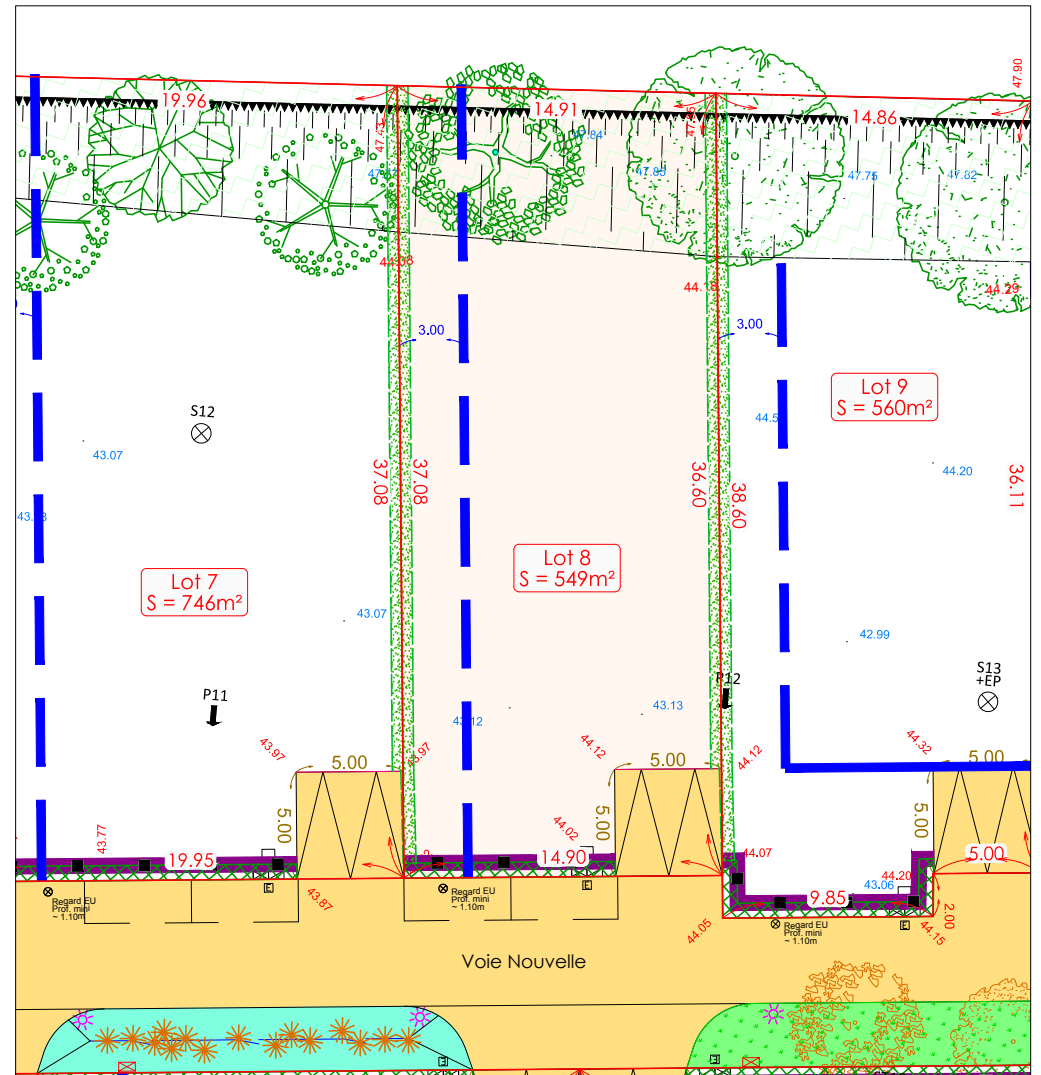 47.90
19.96
14.91
14.86
47.84
47.85
47.75
47.82
44.29
3.00
3.00
Lot 9
S = 560m²
S12
44.5
43.07
44.20
37.08
37.08
36.60
38.60
36.11
Lot 8
S = 549m²
Lot 7
S = 746m²
43.07
42.99
S13
+EP
P11
P12
43.12
43.13
43.97
43.97
44.12
44.12
44.32
5.00
5.00
5.00
5.00
5.00
5.00
43.77
44.02
44.07
19.95
14.90
5.00
44.20
43.06
9.85
2.00
43.87
E
E
E
Regard EU
Prof. mini
~ 1.10m
Regard EU
Prof. mini
~ 1.10m
Regard EU
Prof. mini
~ 1.10m
44.05
44.15
Voie Nouvelle
E
E